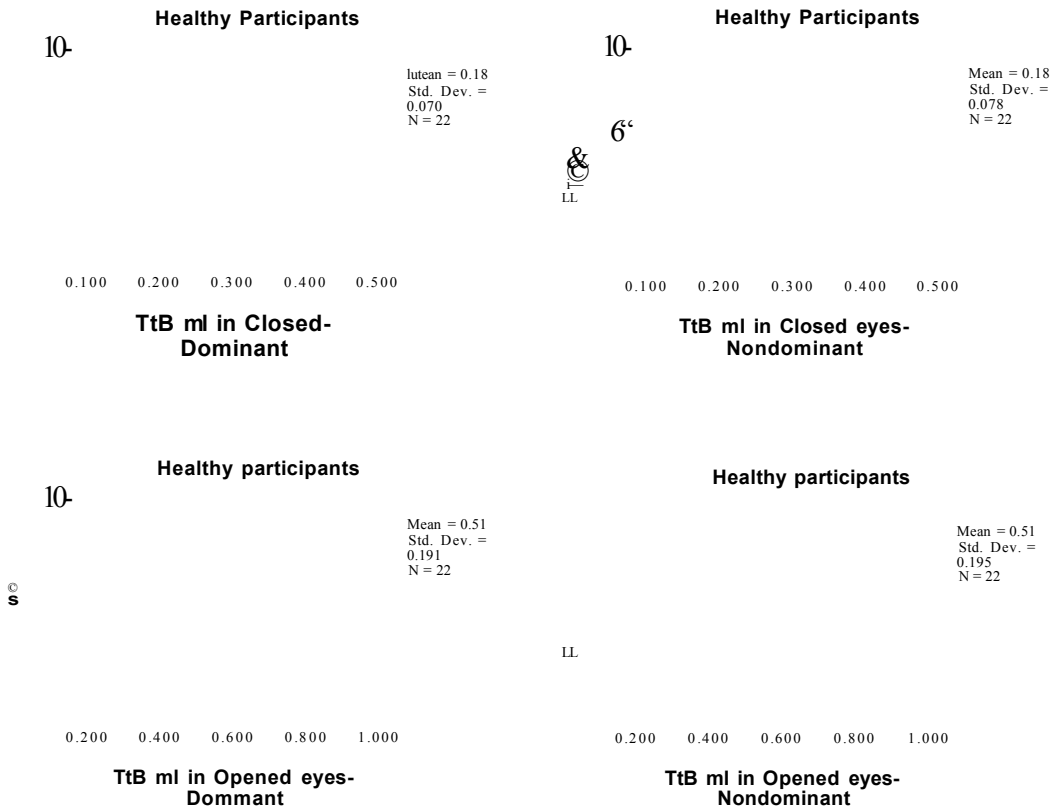 Healthy Participants
10-
lutean = 0.18
Std. Dev. =
0.070
N = 22
0.100 0.200 0.300 0.400 0.500
TtB ml in Closed-
Dominant
Healthy Participants
10-
Mean = 0.18
Std. Dev. =
0.078
N = 22
6“
&
©
i—
LL
0.100 0.200 0.300 0.400 0.500
TtB ml in Closed eyes-
Nondominant
Healthy participants
10-
Mean = 0.51
Std. Dev. =
0.191
N = 22
©
s
0.200 0.400 0.600 0.800 1.000
TtB ml in Opened eyes-
Dommant
Healthy participants
Mean = 0.51
Std. Dev. =
0.195
N = 22
LL
0.200 0.400 0.600 0.800 1.000
TtB ml in Opened eyes-
Nondominant